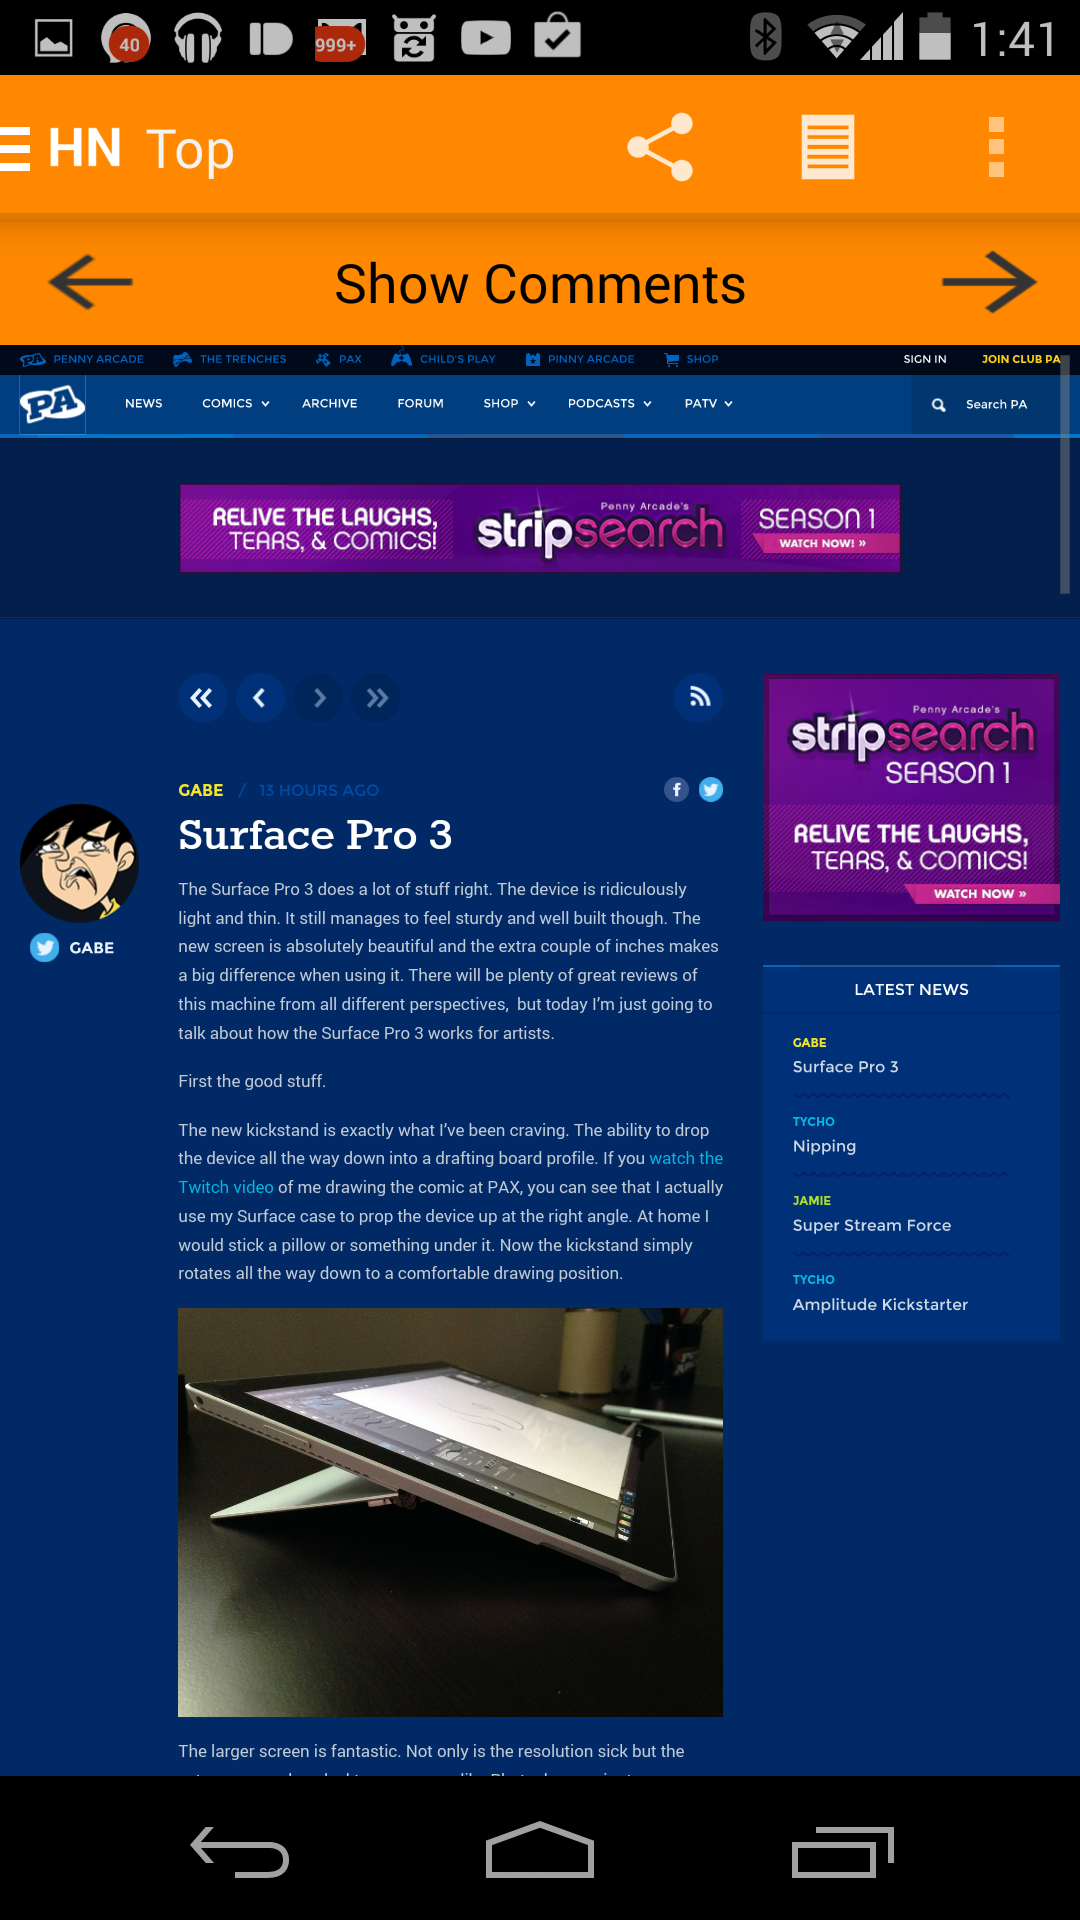 40
999+
1:41
HN Top
Show Comments
PENNY ARCADE THE TRENCHES PAX CHILD'S PLAY PINNY ARCADE SHOP SIGN IN JOIN CLUB PA
PA NEWS COMICS ARCHIVE FORUM SHOP PODCASTS PATV Search PA
RELIVE THE LAUGHS,
TEARS, & COMICS!
Penny Arcade's
stripsearch
SEASON 1
WATCH NOW! »
GABE / 13 HOURS AGO
Surface Pro 3
GABE
The Surface Pro 3 does a lot of stuff right. The device is ridiculously
light and thin. It still manages to feel sturdy and well built though. The
new screen is absolutely beautiful and the extra couple of inches makes
a big difference when using it. There will be plenty of great reviews of
this machine from all different perspectives, but today I'm just going to
talk about how the Surface Pro 3 works for artists.
First the good stuff.
The new kickstand is exactly what I've been craving. The ability to drop
the device all the way down into a drafting board profile. If you watch the
Twitch video of me drawing the comic at PAX, you can see that I actually
use my Surface case to prop the device up at the right angle. At home I
would stick a pillow or something under it. Now the kickstand simply
rotates all the way down to a comfortable drawing position.
The larger screen is fantastic. Not only is the resolution sick but the
Penny Arcade's
stripsearch
SEASON 1
RELIVE THE LAUGHS,
TEARS, & COMICS!
WATCH NOW »
LATEST NEWS
GABE
Surface Pro 3
TYCHO
Nipping
JAMIE
Super Stream Force
TYCHO
Amplitude Kickstarter